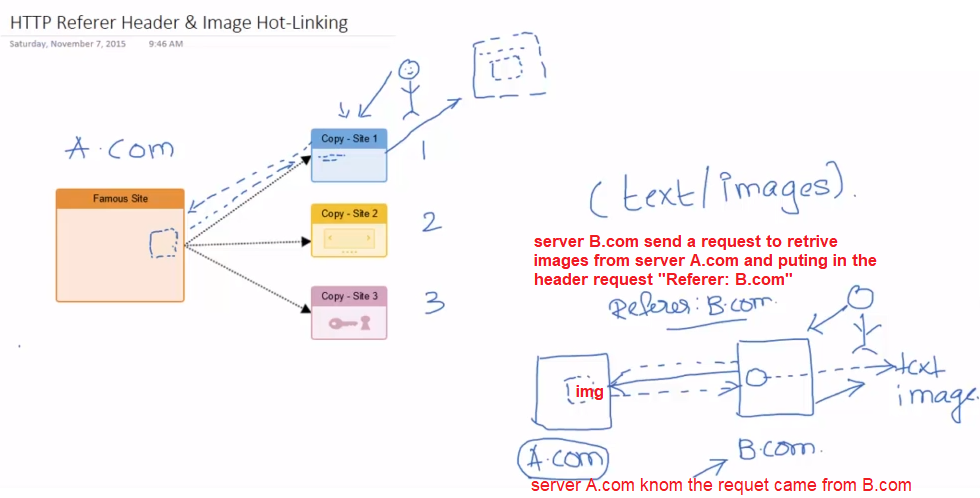 HTTP Referer Header & Image Hot-Linking
Saturday, November 7, 2015 9:46 AM
A.com
Famous Site
Copy - Site 1
1
Copy - Site 2
2
Copy - Site 3
3
(text/images).
server B.com send a request to retrive
images from server A.com and puting in the
header request "Referer: B.com"
Referer: B.com.
img
text
image.
A.com
B.com.
server A.com knom the requet came from B.com